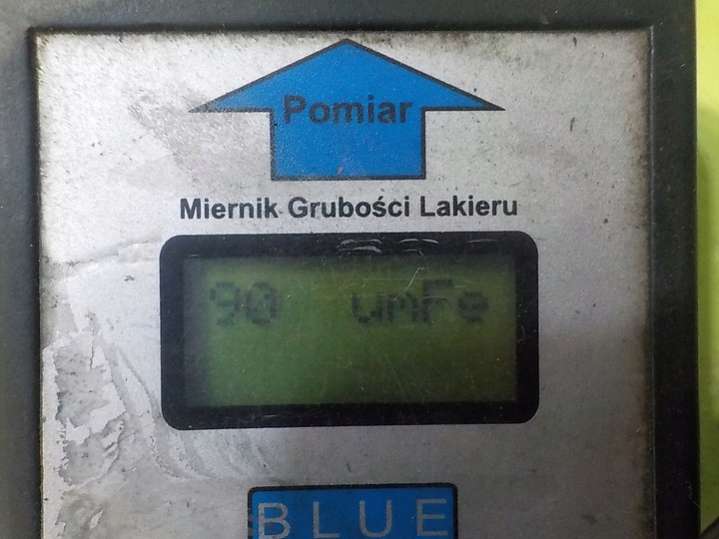 Pomiar
Miernik Grubości Lakieru
90 umFe
BLUE